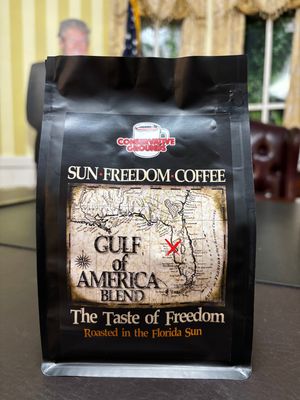 CONSERVATIVE
GROUNDS
SUN·FREEDOM·COFFEE
GULF
of
AMERICA
BLEND
The Taste of Freedom
Roasted in the Florida Sun